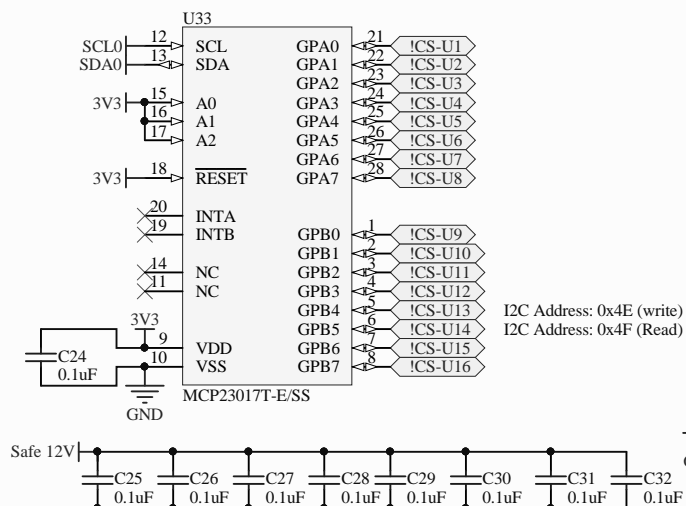 U33
SCL0 12 SCL GPA0 21 !CS-U1
SDA0 13 SDA GPA1 22 !CS-U2
GPA2 23 !CS-U3
3V3 15 A0 GPA3 24 !CS-U4
16 A1 GPA4 25 !CS-U5
17 A2 GPA5 26 !CS-U6
GPA6 27 !CS-U7
3V3 18 RESET GPA7 28 !CS-U8
20 INTA
19 INTB GPB0 1 !CS-U9
GPB1 2 !CS-U10
14 NC GPB2 3 !CS-U11
11 NC GPB3 4 !CS-U12
GPB4 5 !CS-U13 I2C Address: 0x4E (write)
3V3 GPB5 6 !CS-U14 I2C Address: 0x4F (Read)
9 VDD GPB6 7 !CS-U15
C24 10 VSS GPB7 8 !CS-U16
0.1uF
MCP23017T-E/SS
GND
Safe 12V
C25 C26 C27 C28 C29 C30 C31 C32
0.1uF 0.1uF 0.1uF 0.1uF 0.1uF 0.1uF 0.1uF 0.1uF